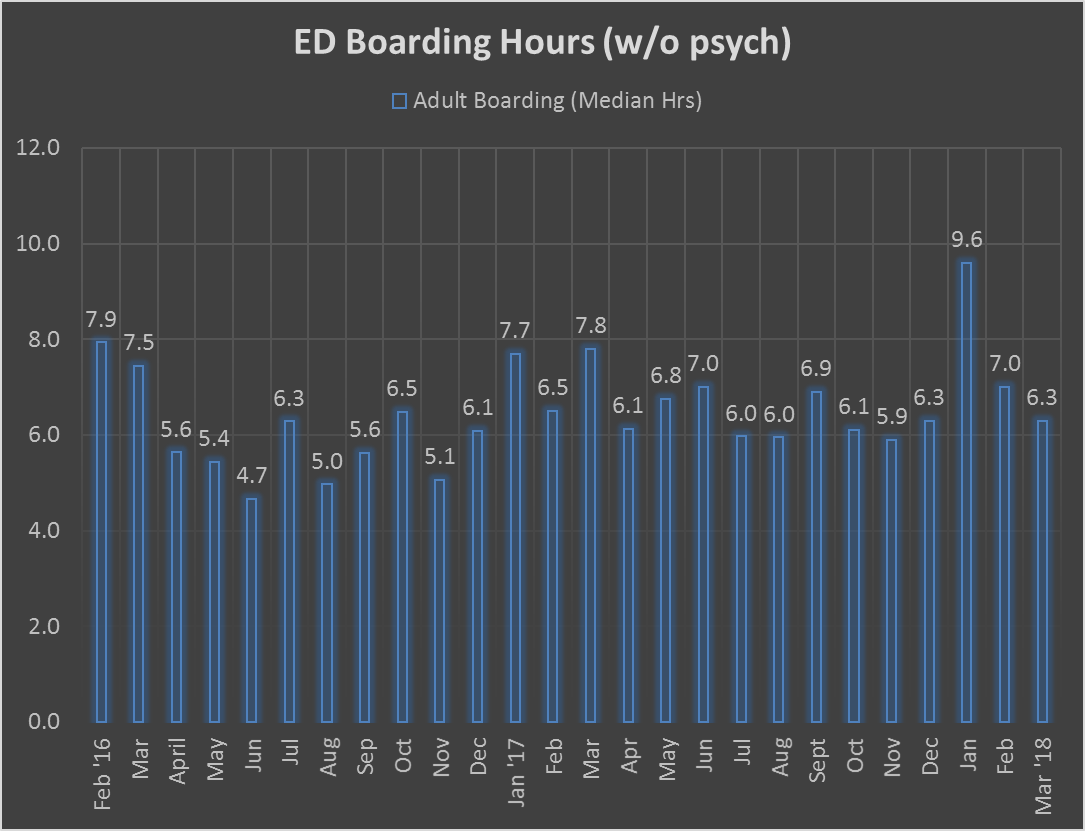 ED Boarding Hours (w/o psych)
Adult Boarding (Median Hrs)
12.0
10.0
8.0
6.0
4.0
2.0
0.0
7.9
7.5
5.6
5.4
4.7
6.3
5.0
5.6
6.5
5.1
6.1
7.7
6.5
7.8
6.1
6.8
7.0
6.0
6.0
6.9
6.1
5.9
6.3
9.6
7.0
6.3
Feb '16
Mar
April
May
Jun
Jul
Aug
Sep
Oct
Nov
Dec
Jan '17
Feb
Mar
Apr
May
Jun
Jul
Aug
Sept
Oct
Nov
Dec
Jan
Feb
Mar '18